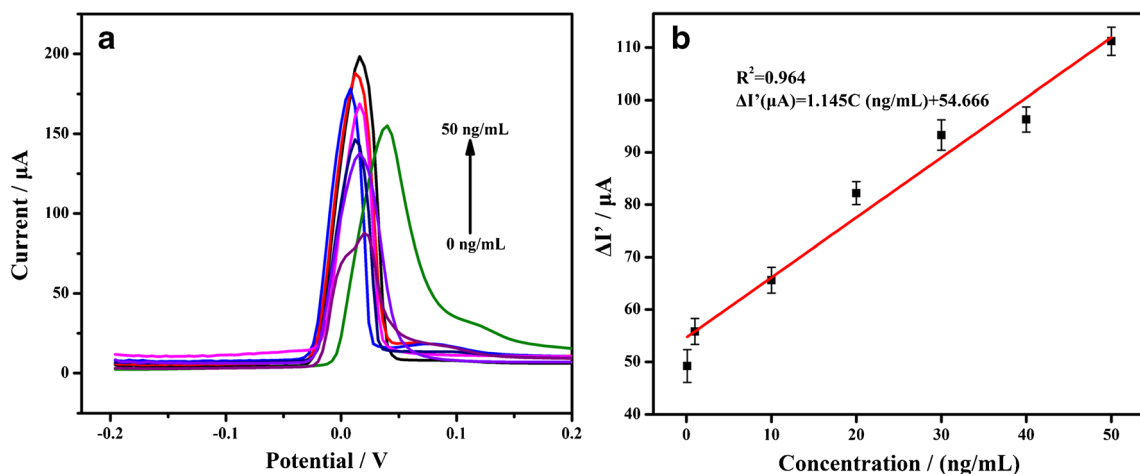 a
200
150
100
50
0
Current / µA
50 ng/mL
0 ng/mL
-0.2
-0.1
0.0
0.1
0.2
Potential / V
b
R²=0.964
ΔI’(µA)=1.145C (ng/mL)+54.666
110
100
90
80
70
60
50
40
ΔI’ / µA
0
10
20
30
40
50
Concentration / (ng/mL)